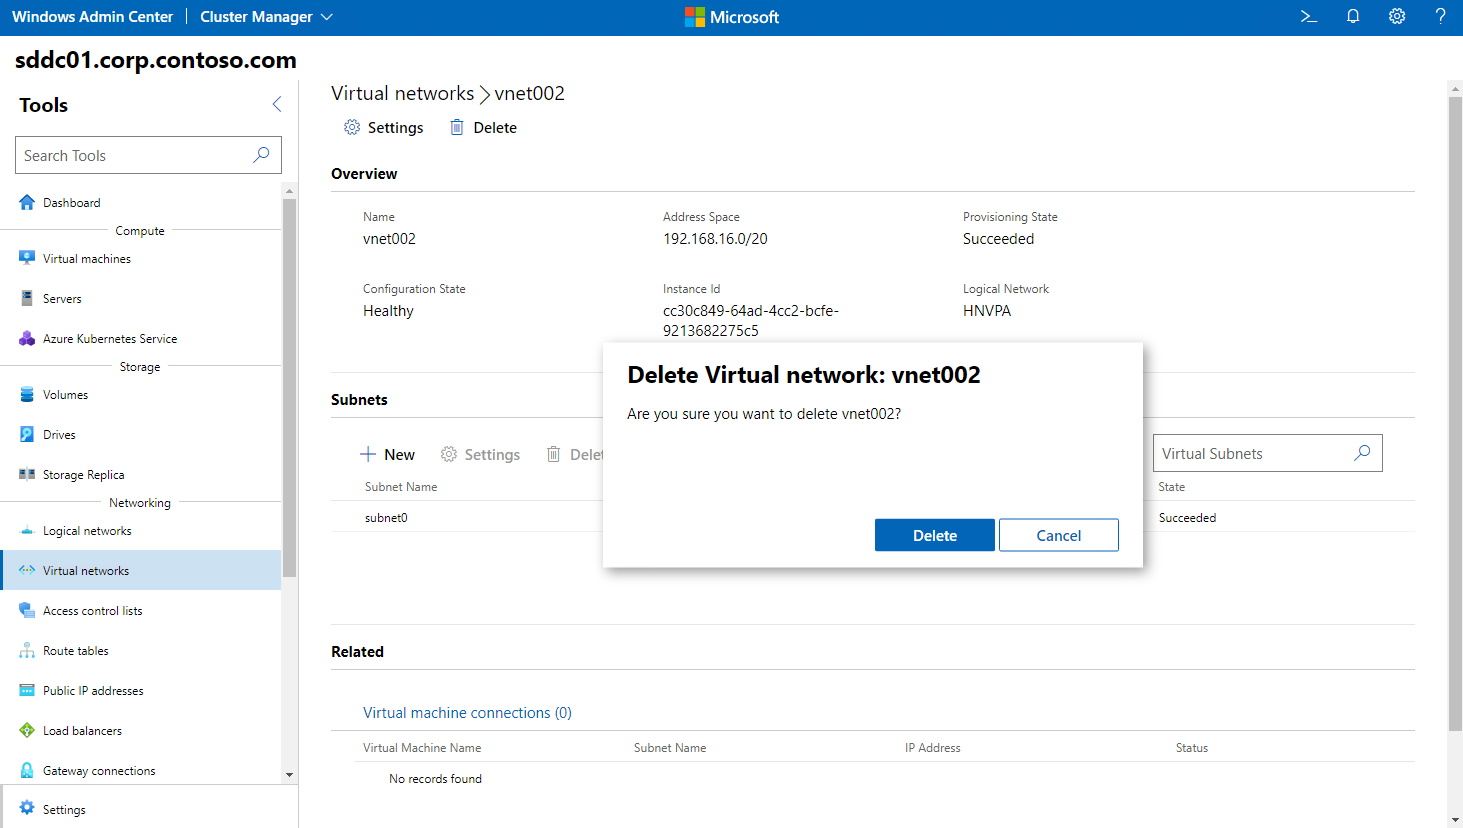 Windows Admin Center | Cluster Manager
Microsoft
sddc01.corp.contoso.com
Tools
Search Tools
Dashboard
Compute
Virtual machines
Servers
Azure Kubernetes Service
Storage
Volumes
Drives
Storage Replica
Networking
Logical networks
Virtual networks
Access control lists
Route tables
Public IP addresses
Load balancers
Gateway connections
Settings
Virtual networks > vnet002
Settings Delete
Overview
Name Address Space Provisioning State
vnet002 192.168.16.0/20 Succeeded
Configuration State Instance Id Logical Network
Healthy cc30c849-64ad-4cc2-bcfe- HNVPA
9213682275c5
Delete Virtual network: vnet002
Are you sure you want to delete vnet002?
Delete Cancel
Subnets
New Settings Delet Virtual Subnets
Subnet Name State
subnet0 Succeeded
Related
Virtual machine connections (0)
Virtual Machine Name Subnet Name IP Address Status
No records found